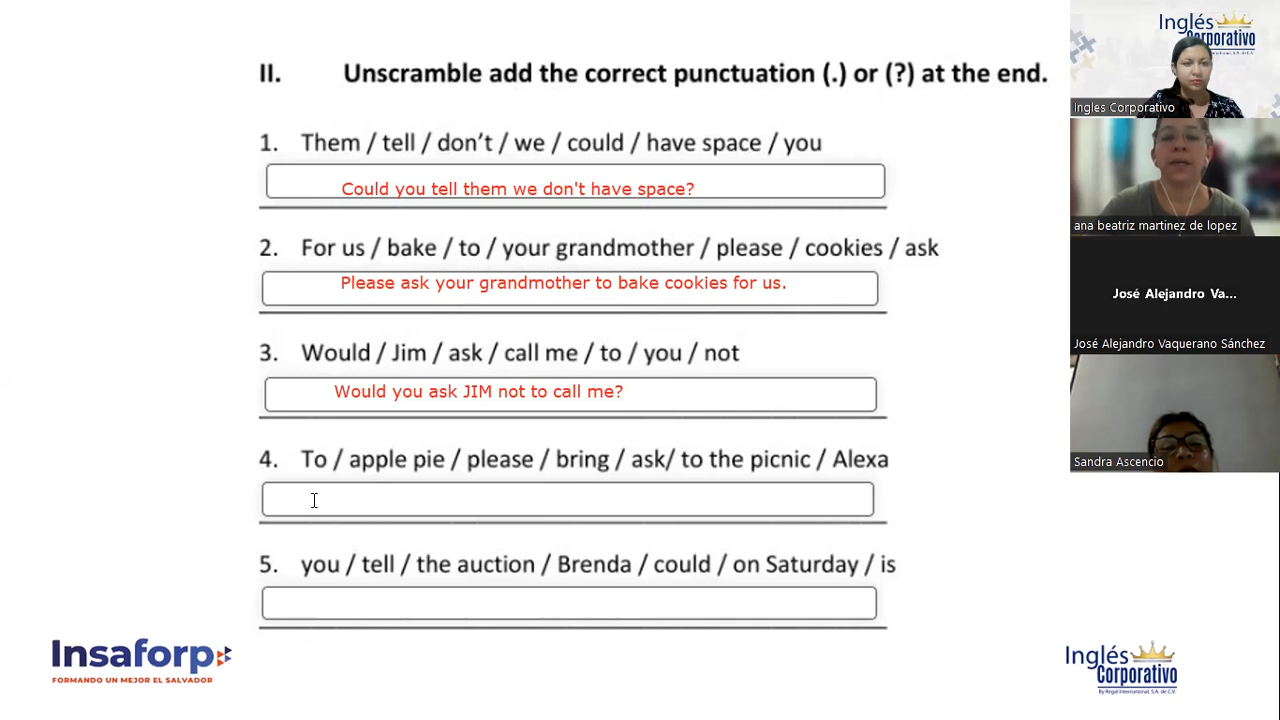 II. Unscramble add the correct punctuation (.) or (?) at the end.
1. Them / tell / don't / we / could / have space / you
Could you tell them we don't have space?
2. For us / bake / to / your grandmother / please / cookies / ask
Please ask your grandmother to bake cookies for us.
3. Would / Jim / ask / call me / to / you / not
Would you ask JIM not to call me?
4. To / apple pie / please / bring / ask/ to the picnic / Alexa
5. you / tell / the auction / Brenda / could / on Saturday / is
Insaforp
FORMANDO UN MEJOR EL SALVADOR
Inglés
Corporativo
By Regal International, S.A. de C.V.
Inglés
Corporativo
Ingles Corporativo
ana beatriz martinez de lopez
José Alejandro Va...
José Alejandro Vaquerano Sánchez
Sandra Ascencio